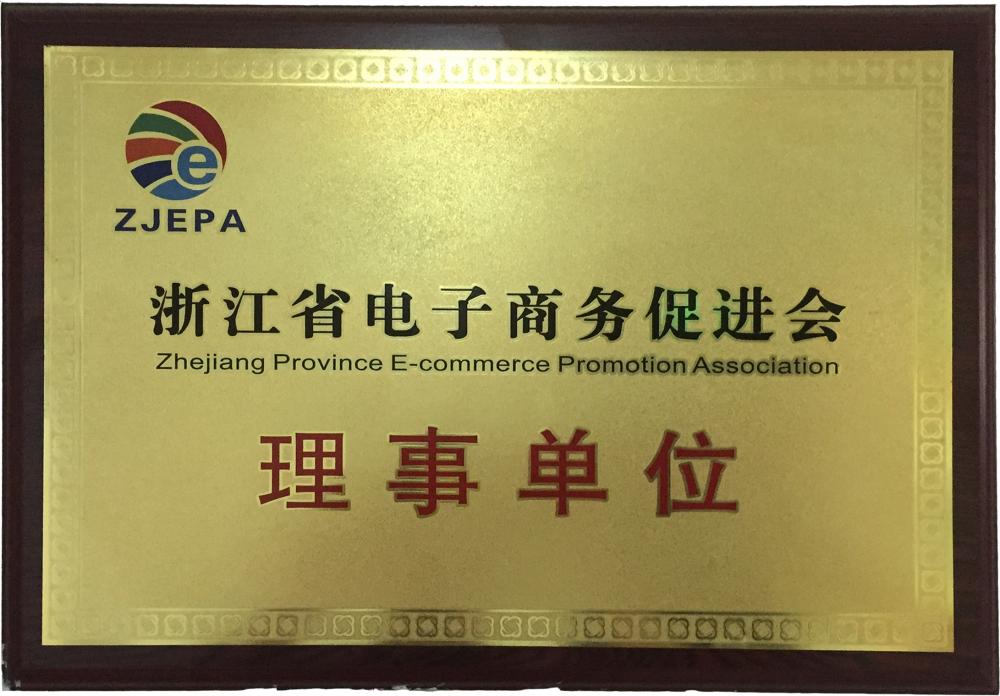 e
ZJEPA
浙江省电子商务促进会
Zhejiang Province E-commerce Promotion Association
理事单位